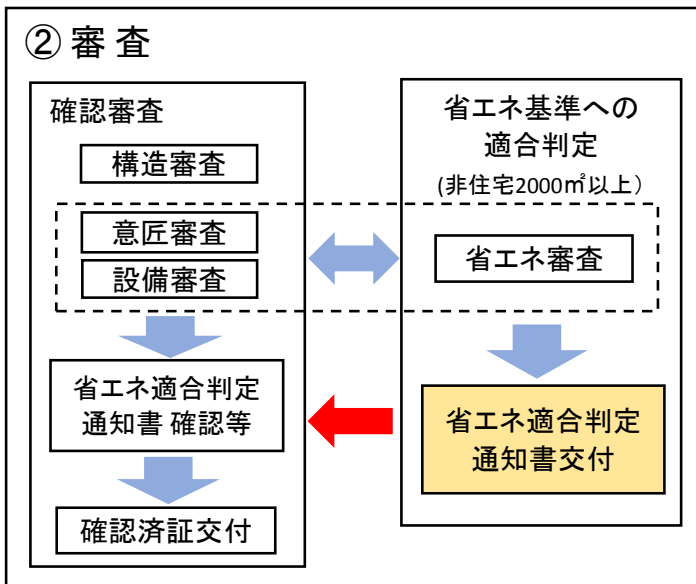 ②審査
確認審査
構造審査
意匠審査
設備審査
省エネ適合判定
通知書 確認等
確認済証交付
省エネ基準への
適合判定
(非住宅2000㎡以上）
省エネ審査
省エネ適合判定
通知書交付